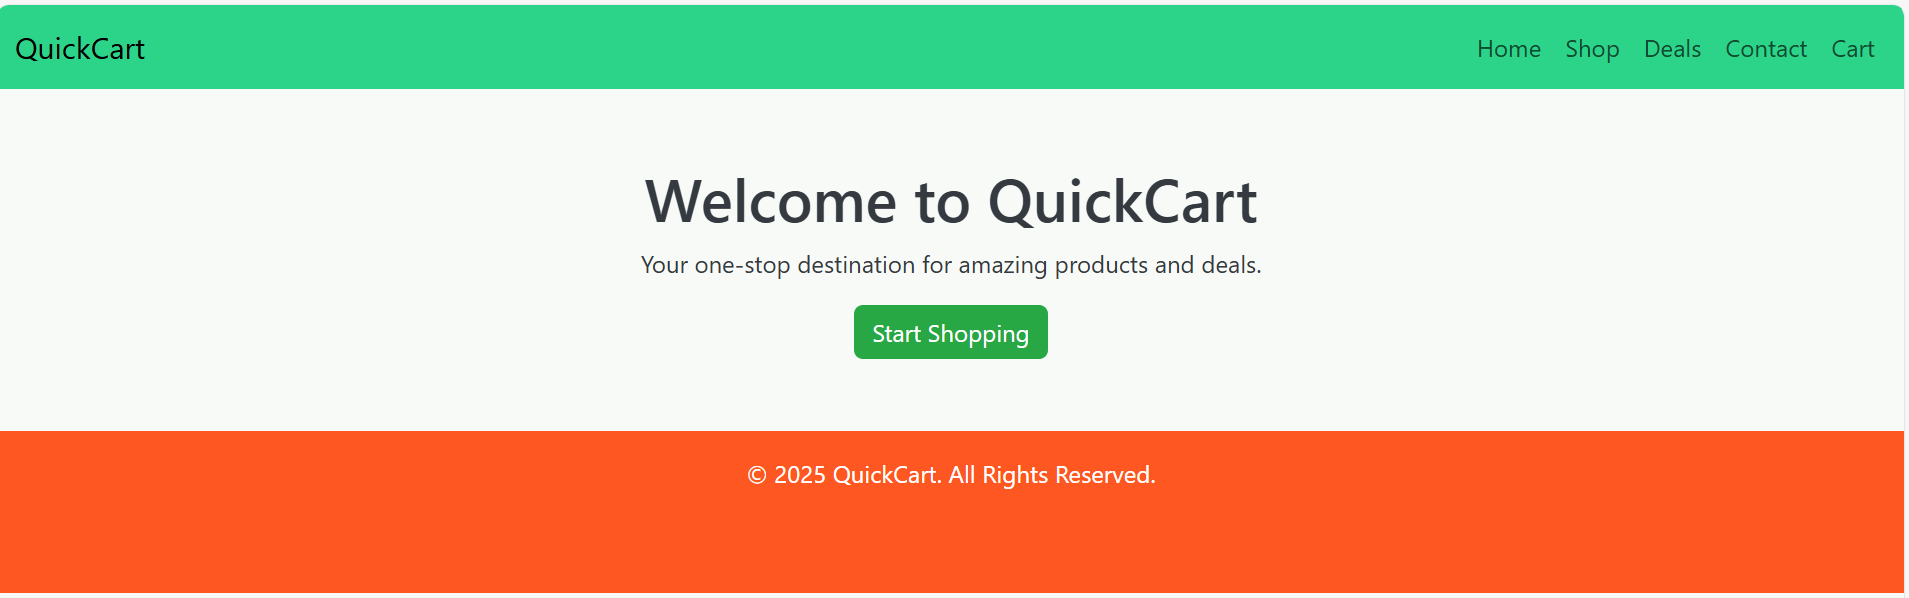 QuickCart
Home Shop Deals Contact Cart
Welcome to QuickCart
Your one-stop destination for amazing products and deals.
Start Shopping
© 2025 QuickCart. All Rights Reserved.